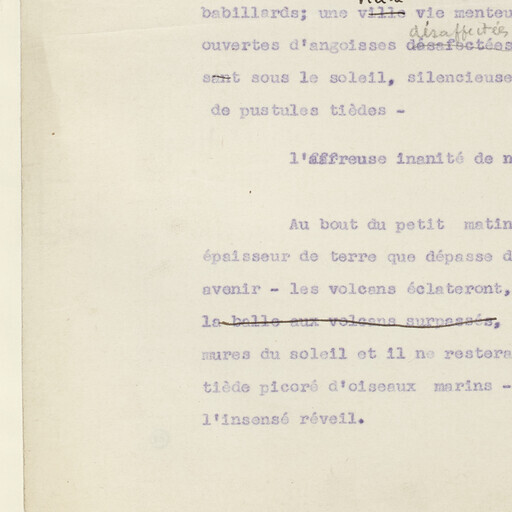 babillards; une ville vie menteu
désaffectées
ouvertes d'angoisses désafectées
sant sous le soleil, silencieuse
de pustules tièdes -
l'affreuse inanité de n
Au bout du petit matin
épaisseur de terre que dépasse d
avenir - les volcans éclateront,
la balle aux volcans surpassés,
mures du soleil et il ne restera
tiède picoré d'oiseaux marins -
l'insensé réveil.